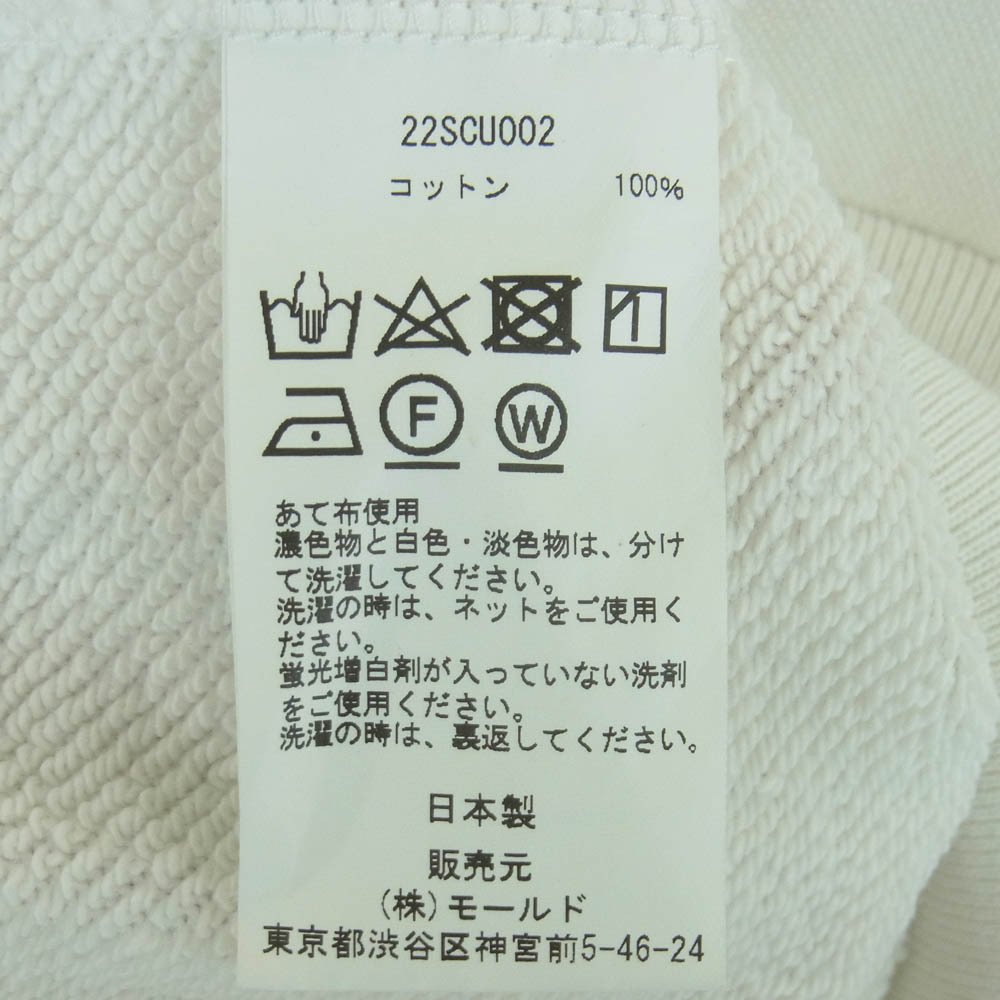 22SCU002
コットン 100%
F W
あて布使用
濃色物と白色・淡色物は、分け
て洗濯してください。
洗濯の時は、ネットをご使用く
ださい。
蛍光増白剤が入っていない洗剤
をご使用ください。
洗濯の時は、裏返してください。
日本製
販売元
(株)モールド
東京都渋谷区神宮前5-46-24